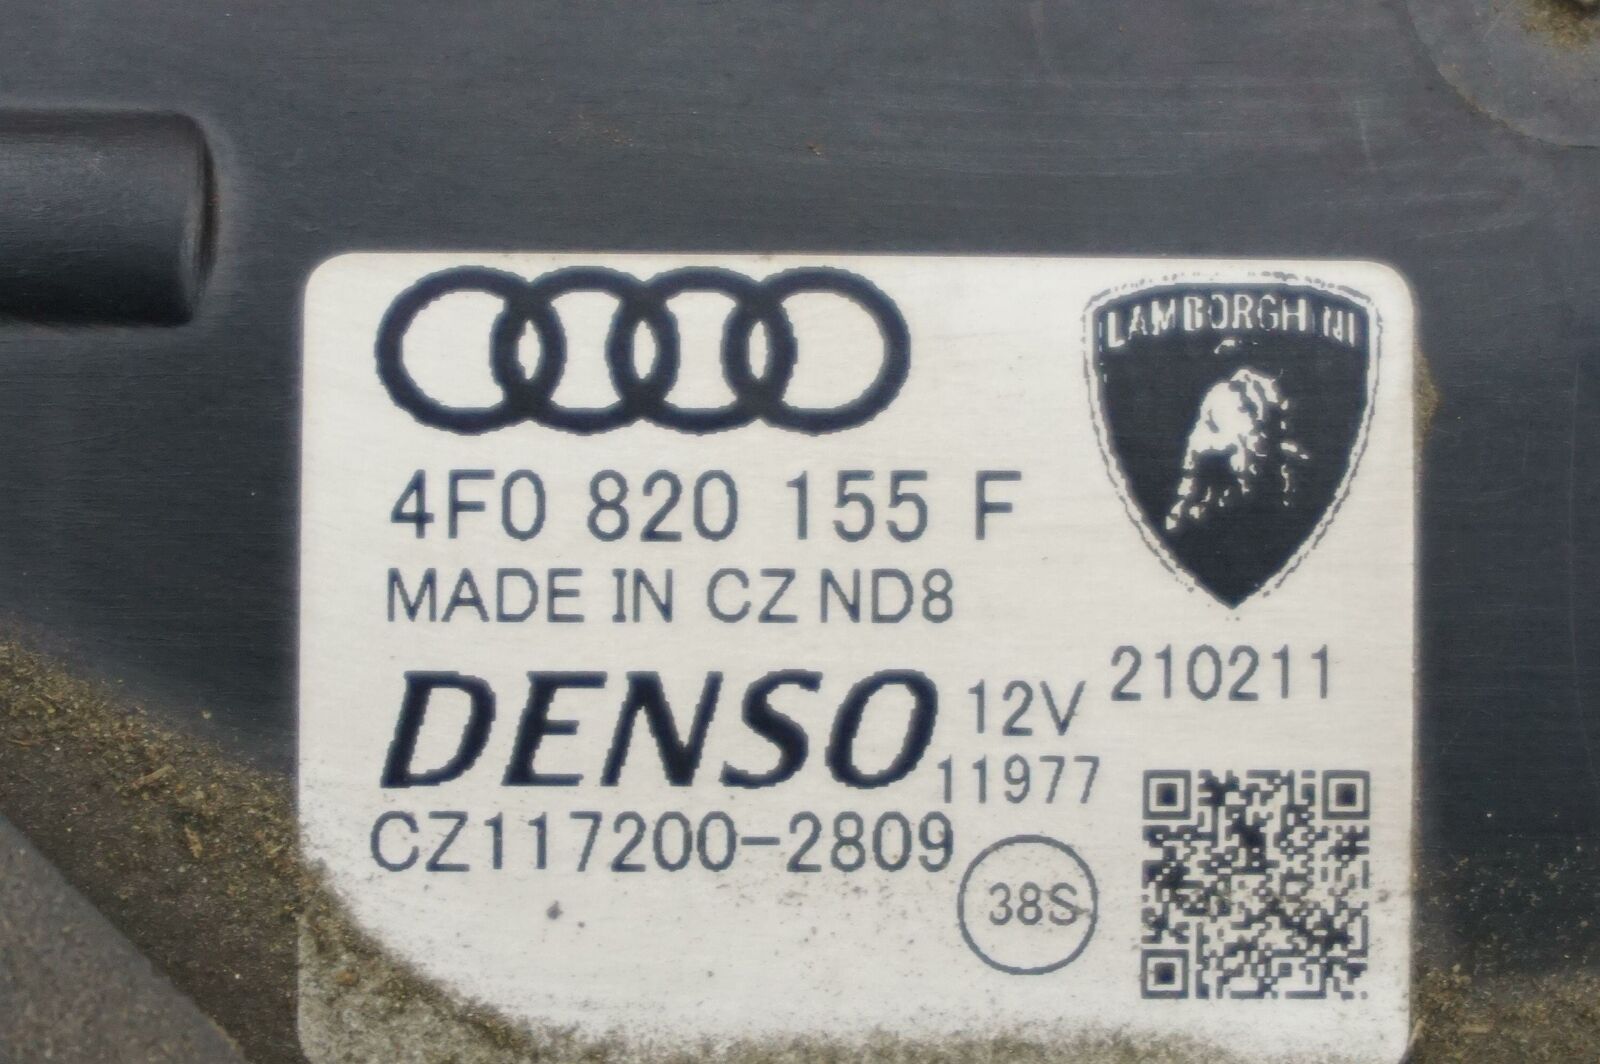 LAMBORGHINI
4F0 820 155 F
MADE IN CZ ND8
210211
DENSO 12V
11977
CZ117200-2809
38S